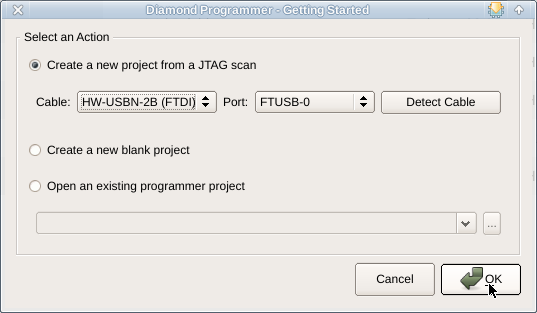 Diamond Programmer - Getting Started
Select an Action
Create a new project from a JTAG scan
Cable: HW-USBN-2B (FTDI) Port: FTUSB-0 Detect Cable
Create a new blank project
Open an existing programmer project
...
Cancel OK